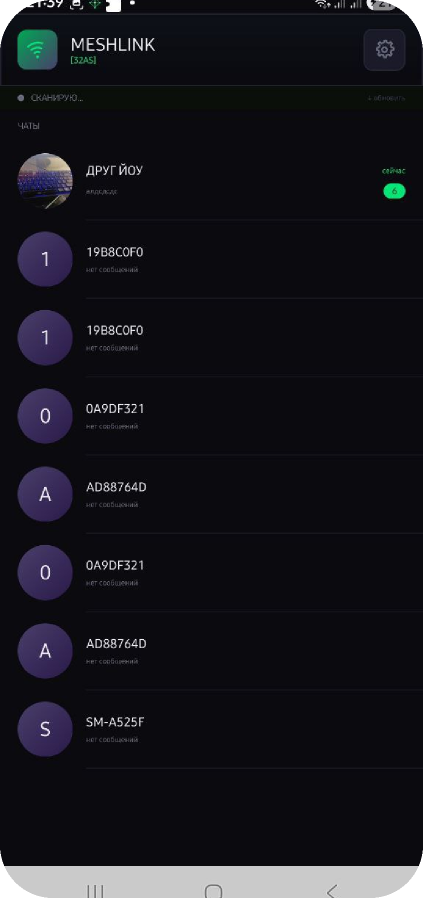 21:39
MESHLINK
[32A5]
СКАНИРУЮ...
↓ обновить
ЧАТЫ
ДРУГ ЙОУ
сейчас
6
1
19B8C0F0
нет сообщений
1
19B8C0F0
нет сообщений
0
0A9DF321
нет сообщений
A
AD88764D
нет сообщений
0
0A9DF321
нет сообщений
A
AD88764D
нет сообщений
S
SM-A525F
нет сообщений